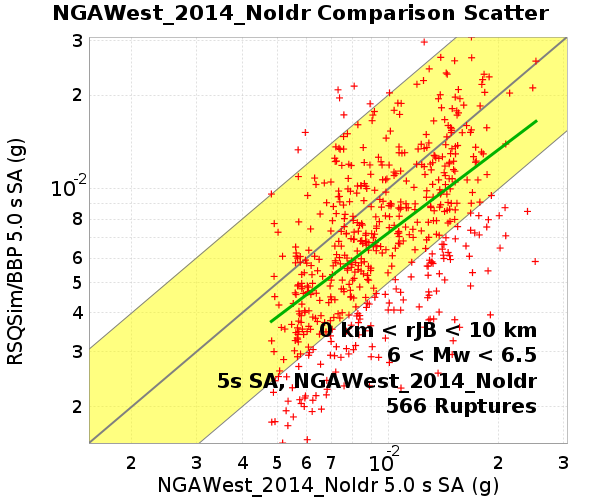 NGAWest_2014_NoIdr Comparison Scatter
3
2
10-2
8
6
5
4
3
2
RSQSim/BBP 5.0 s SA (g)
0 km < rJB < 10 km
6 < Mw < 6.5
5s SA, NGAWest_2014_NoIdr
566 Ruptures
2 3 4 5 6 7 10-2 2 3
NGAWest_2014_NoIdr 5.0 s SA (g)